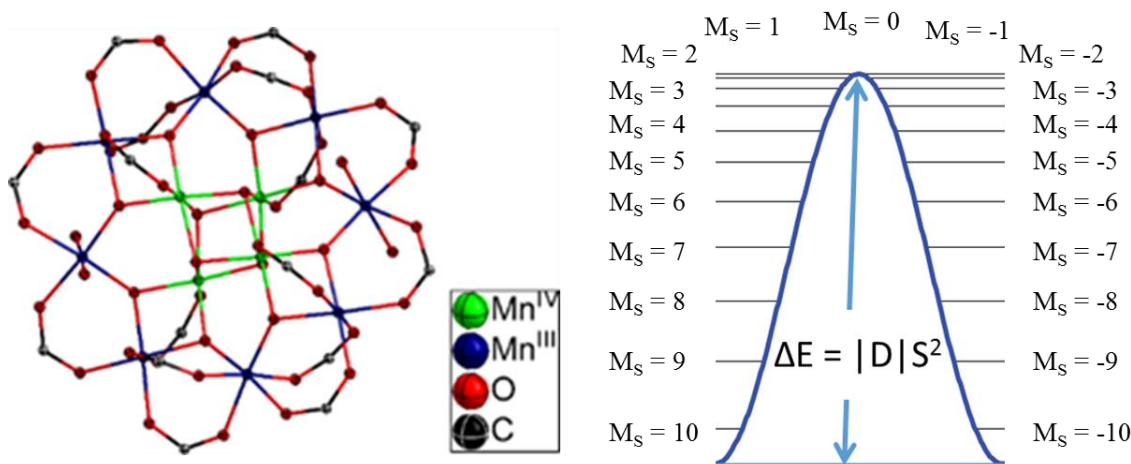 Mn^IV
Mn^III
O
C
M_S = 1
M_S = 0
M_S = -1
M_S = 2
M_S = -2
M_S = 3
M_S = -3
M_S = 4
M_S = -4
M_S = 5
M_S = -5
M_S = 6
M_S = -6
M_S = 7
M_S = -7
M_S = 8
M_S = -8
M_S = 9
M_S = -9
M_S = 10
M_S = -10
ΔE = |D|S²